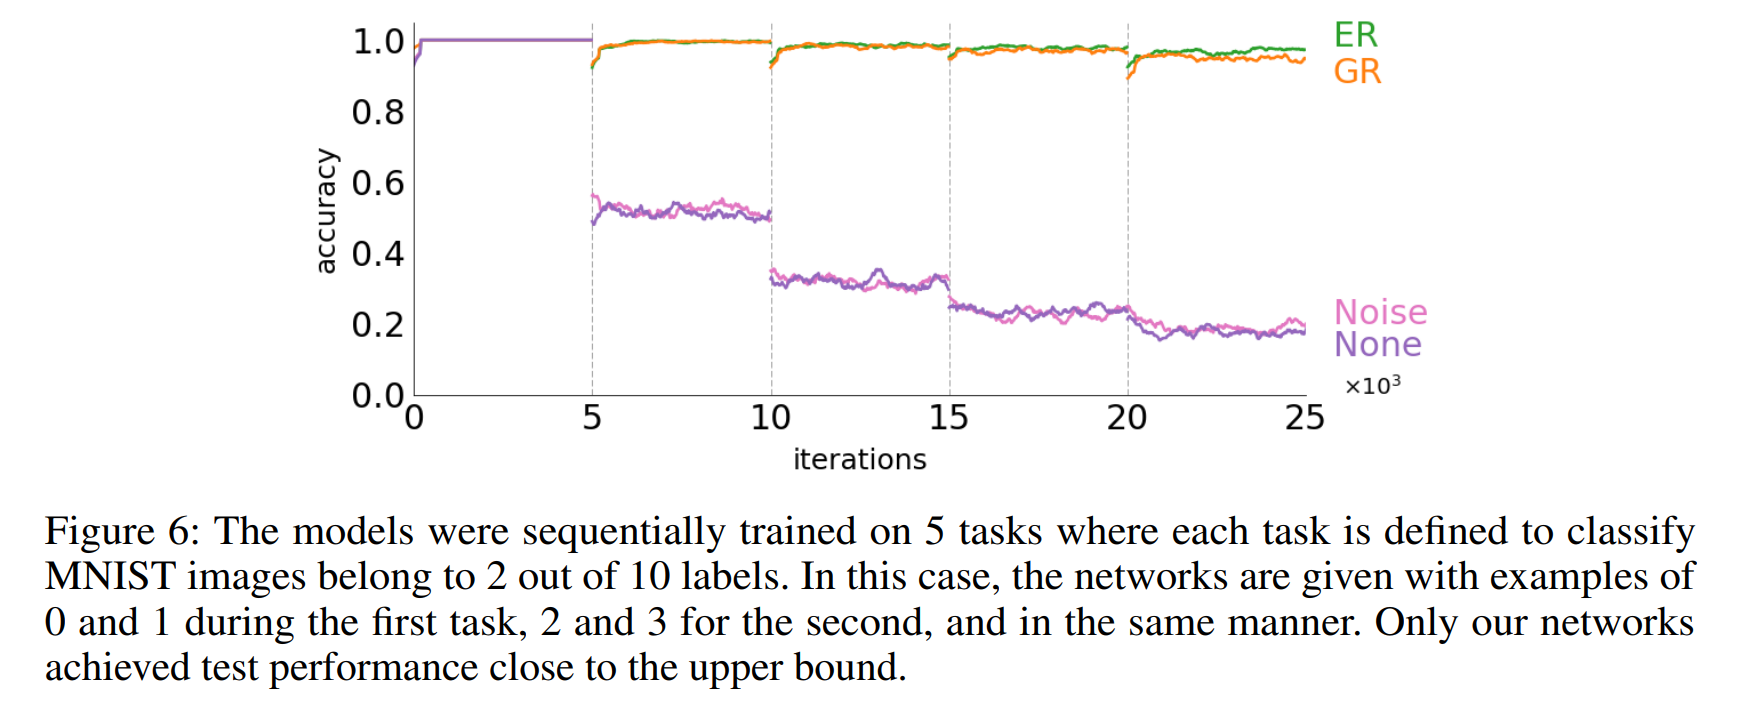 1.0
0.8
0.6
0.4
0.2
0.0
accuracy
0 5 10 15 20 25
iterations
×10³
ER
GR
Noise
None
Figure 6: The models were sequentially trained on 5 tasks where each task is defined to classify
MNIST images belong to 2 out of 10 labels. In this case, the networks are given with examples of
0 and 1 during the first task, 2 and 3 for the second, and in the same manner. Only our networks
achieved test performance close to the upper bound.